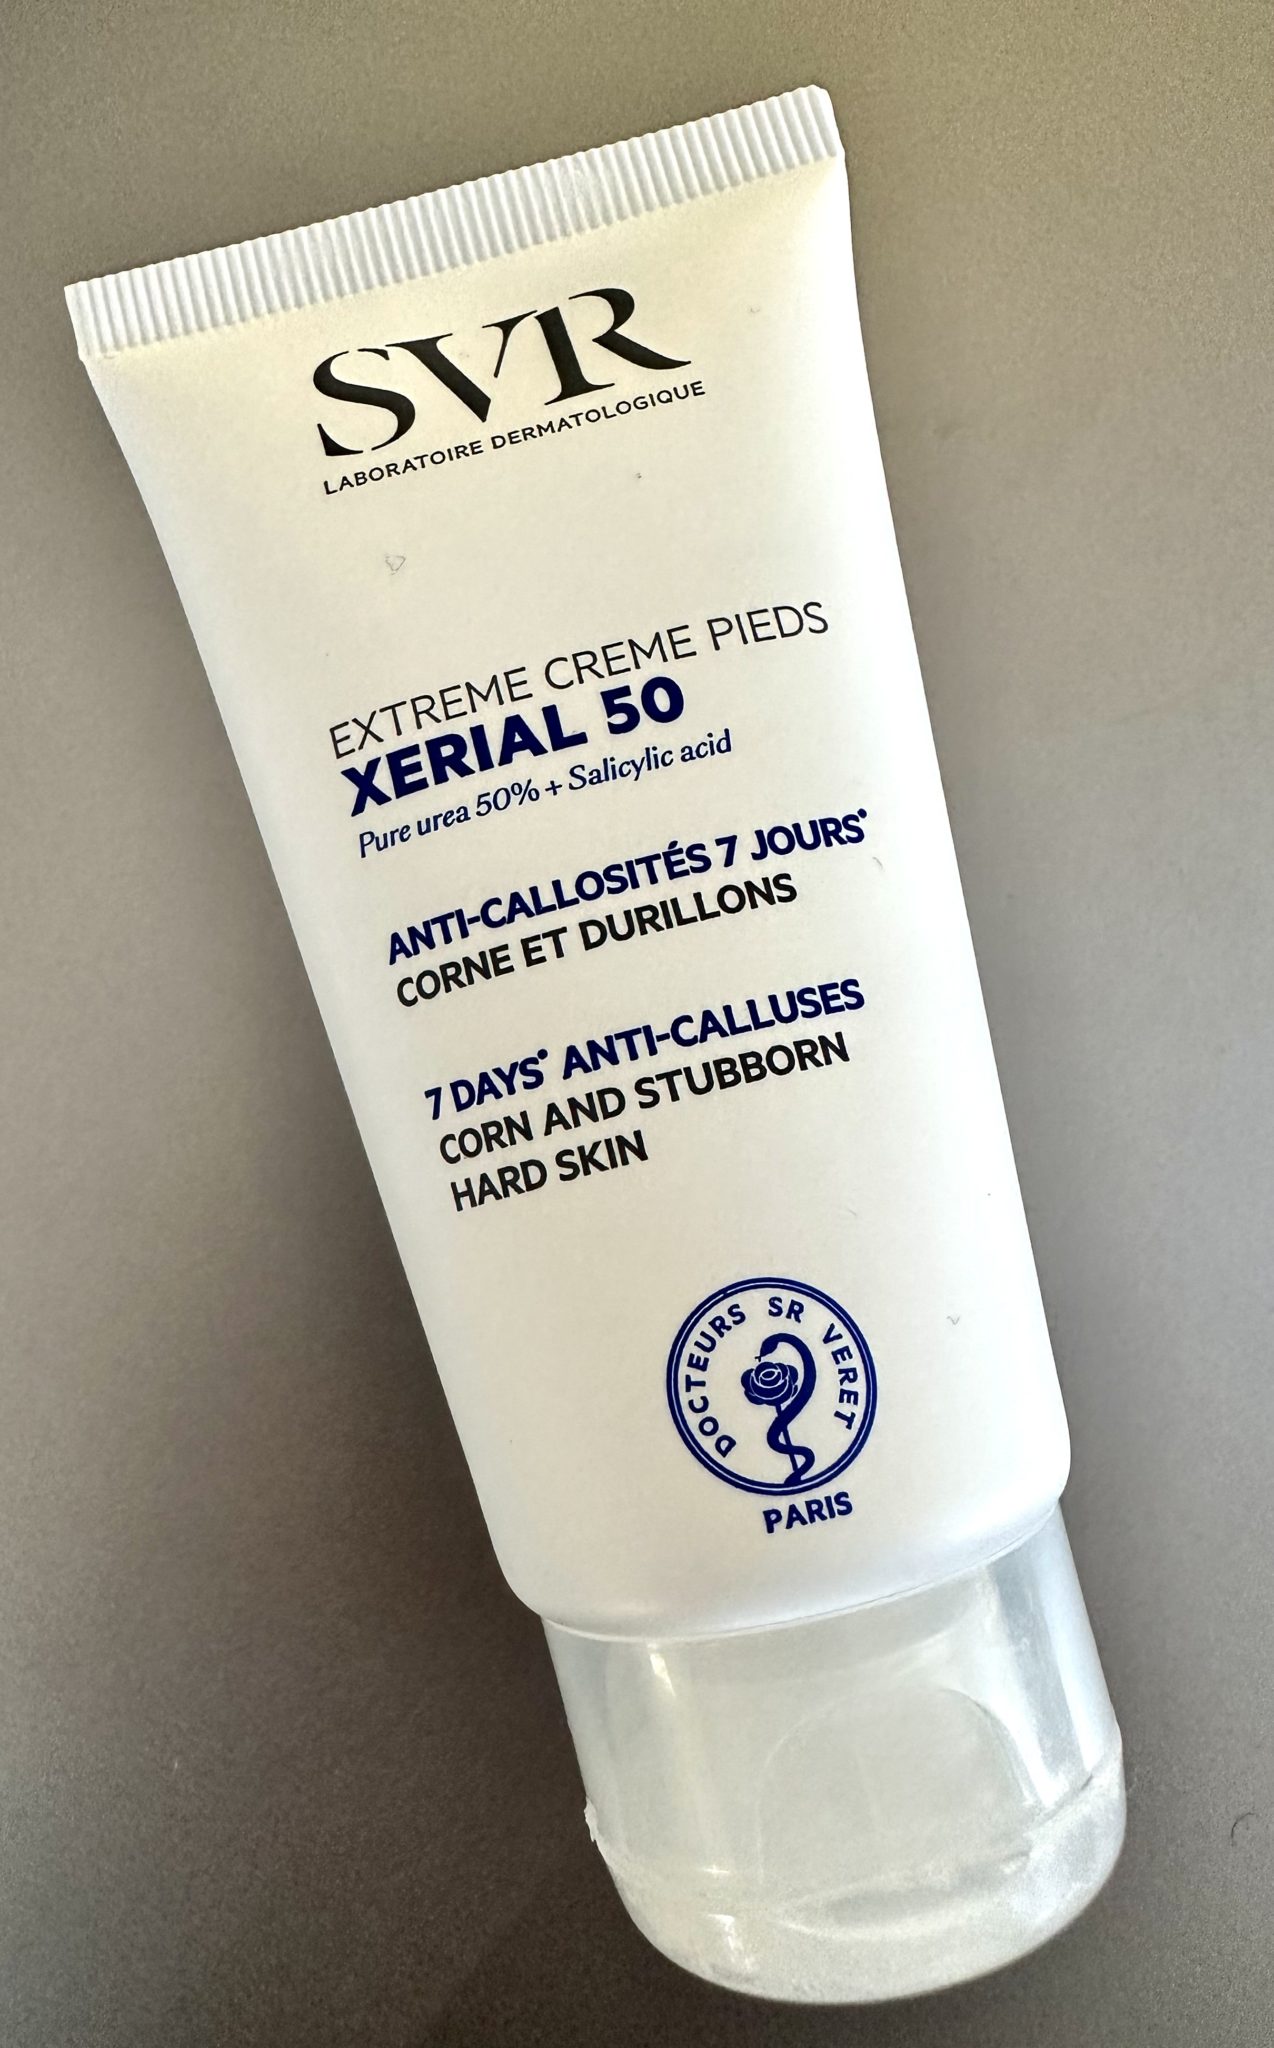 SVR
LABORATOIRE DERMATOLOGIQUE
EXTREME CREME PIEDS
XERIAL 50
Pure urea 50% + Salicylic acid
ANTI-CALLOSITÉS 7 JOURS*
CORNE ET DURILLONS
7 DAYS* ANTI-CALLUSES
CORN AND STUBBORN
HARD SKIN
DOCTEURS SR VERET
PARIS